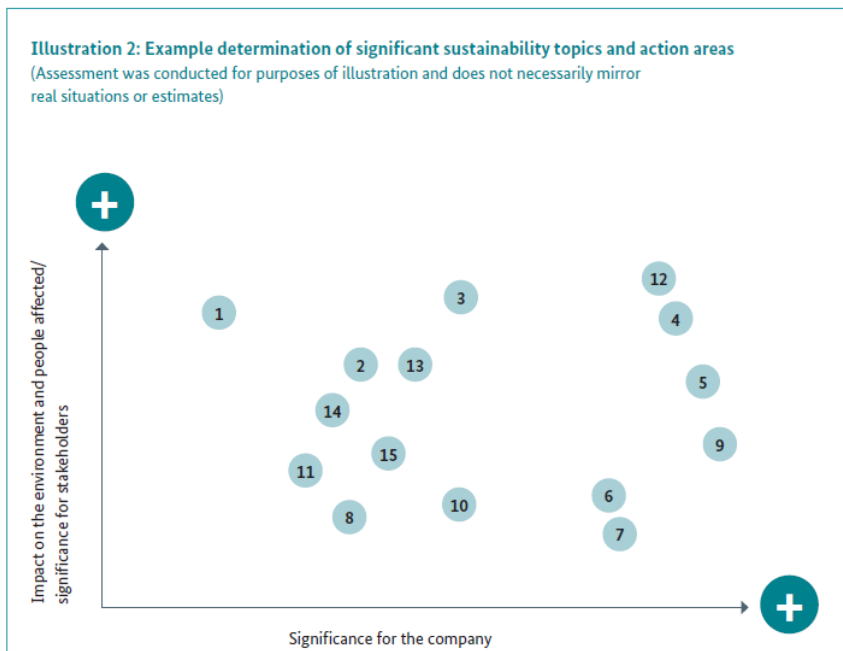 Illustration 2: Example determination of significant sustainability topics and action areas
(Assessment was conducted for purposes of illustration and does not necessarily mirror
real situations or estimates)
+
Impact on the environment and people affected/
significance for stakeholders
12
3
1
4
2
13
5
14
9
15
11
6
10
8
7
+
Significance for the company